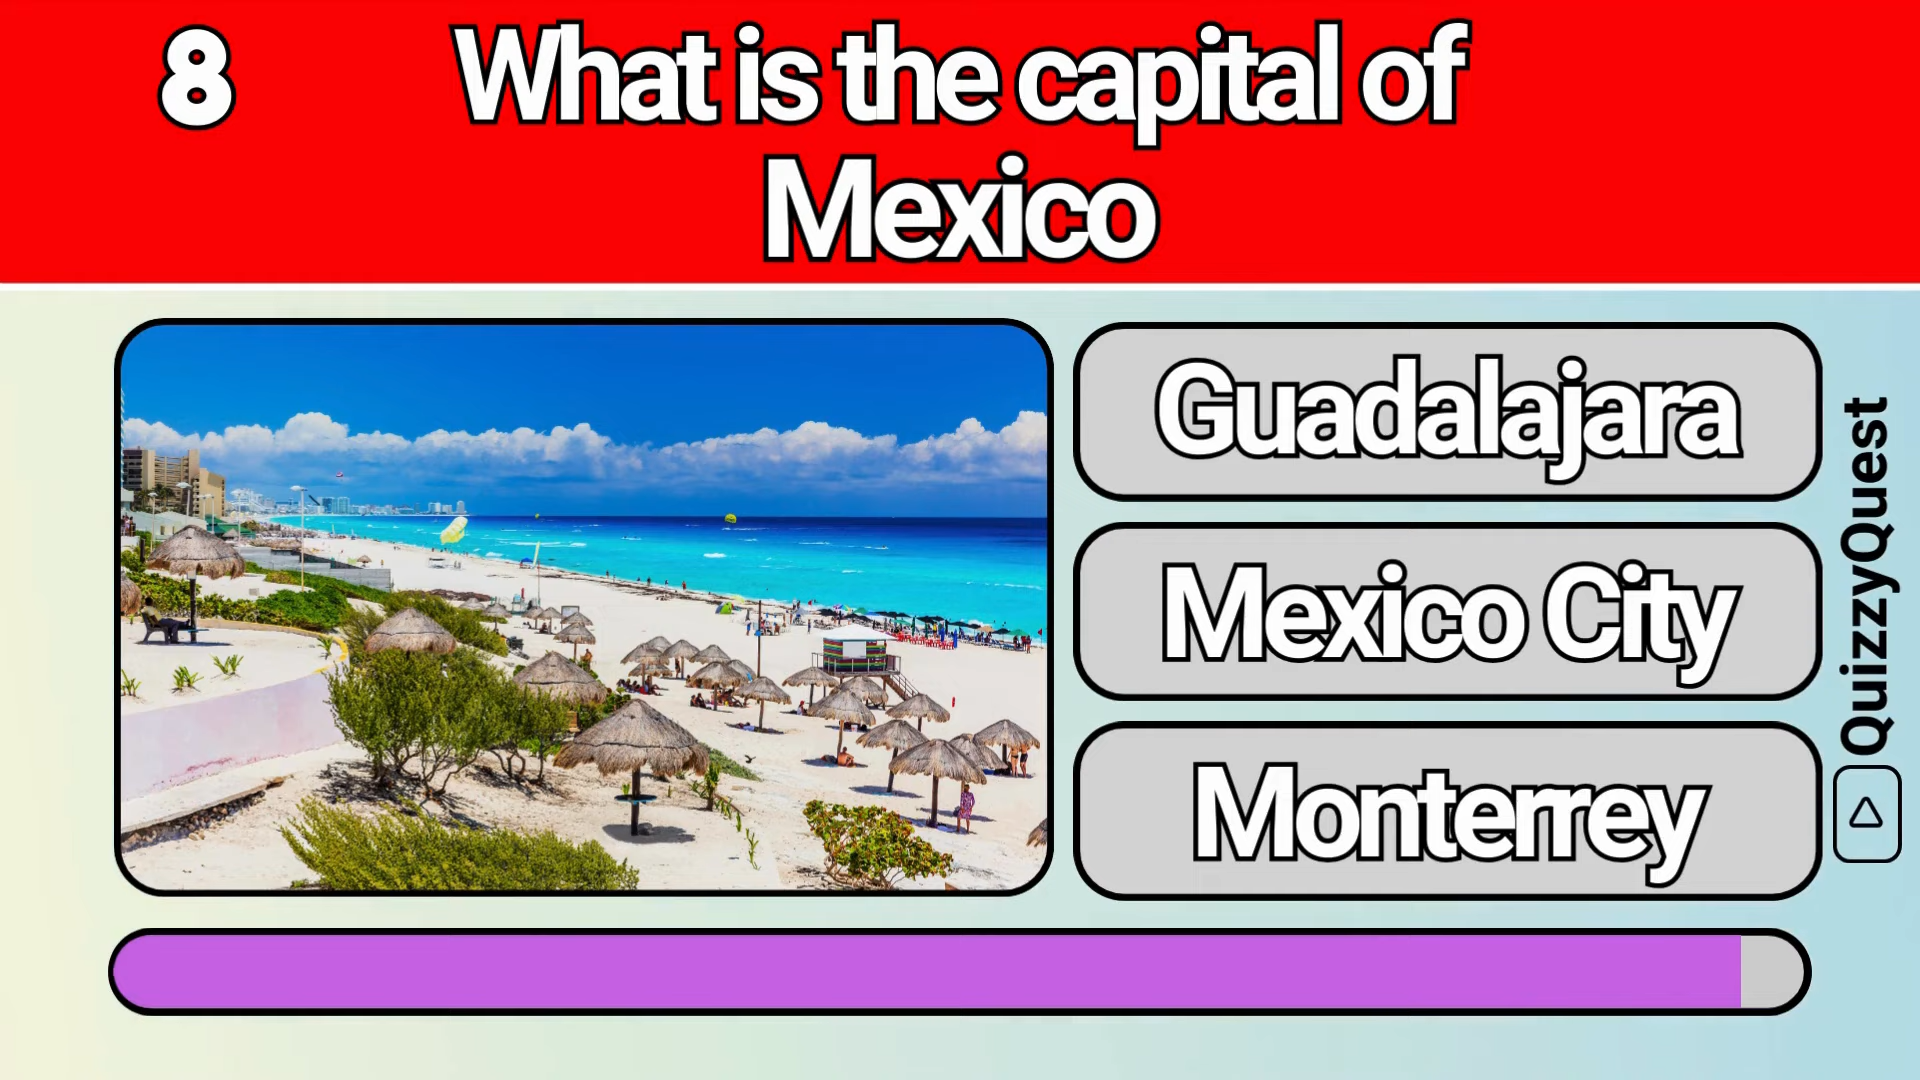 8
What is the capital of
Mexico
Guadalajara
Mexico City
Monterrey
QuizzyQuest